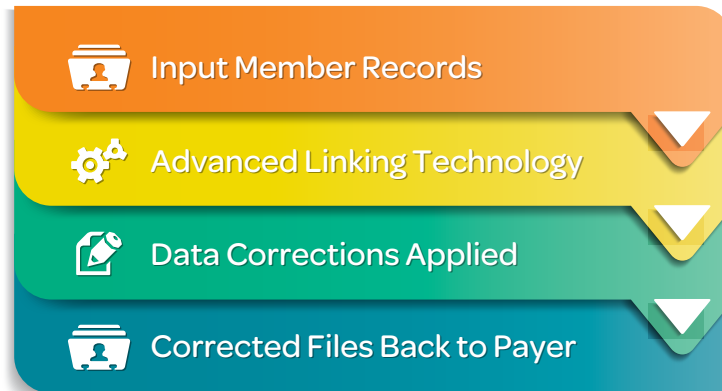 Input Member Records
Advanced Linking Technology
Data Corrections Applied
Corrected Files Back to Payer